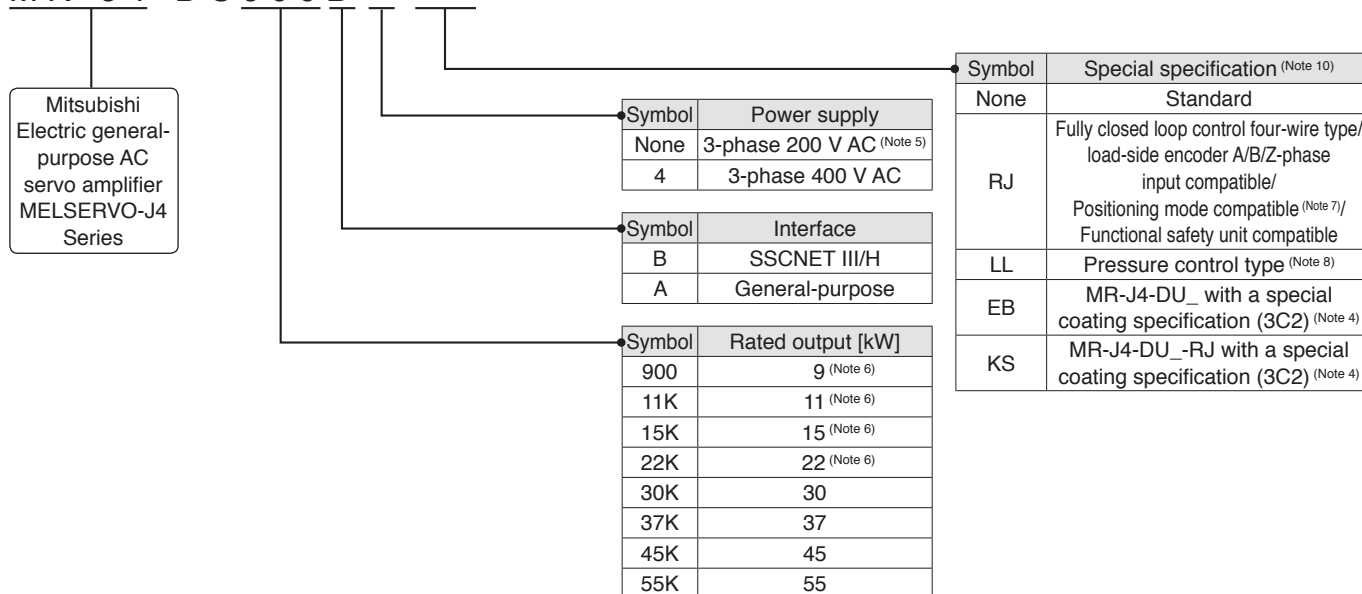 Mitsubishi
Electric general-
purpose AC
servo amplifier
MELSERVO-J4
Series
Symbol Power supply
None 3-phase 200 V AC (Note 5)
4 3-phase 400 V AC
Symbol Interface
B SSCNET III/H
A General-purpose
Symbol Rated output [kW]
900 9 (Note 6)
11K 11 (Note 6)
15K 15 (Note 6)
22K 22 (Note 6)
30K 30
37K 37
45K 45
55K 55
Symbol Special specification (Note 10)
None Standard
RJ Fully closed loop control four-wire type/
load-side encoder A/B/Z-phase
input compatible/
Positioning mode compatible (Note 7)/
Functional safety unit compatible
LL Pressure control type (Note 8)
EB MR-J4-DU_ with a special
coating specification (3C2) (Note 4)
KS MR-J4-DU_-RJ with a special
coating specification (3C2) (Note 4)